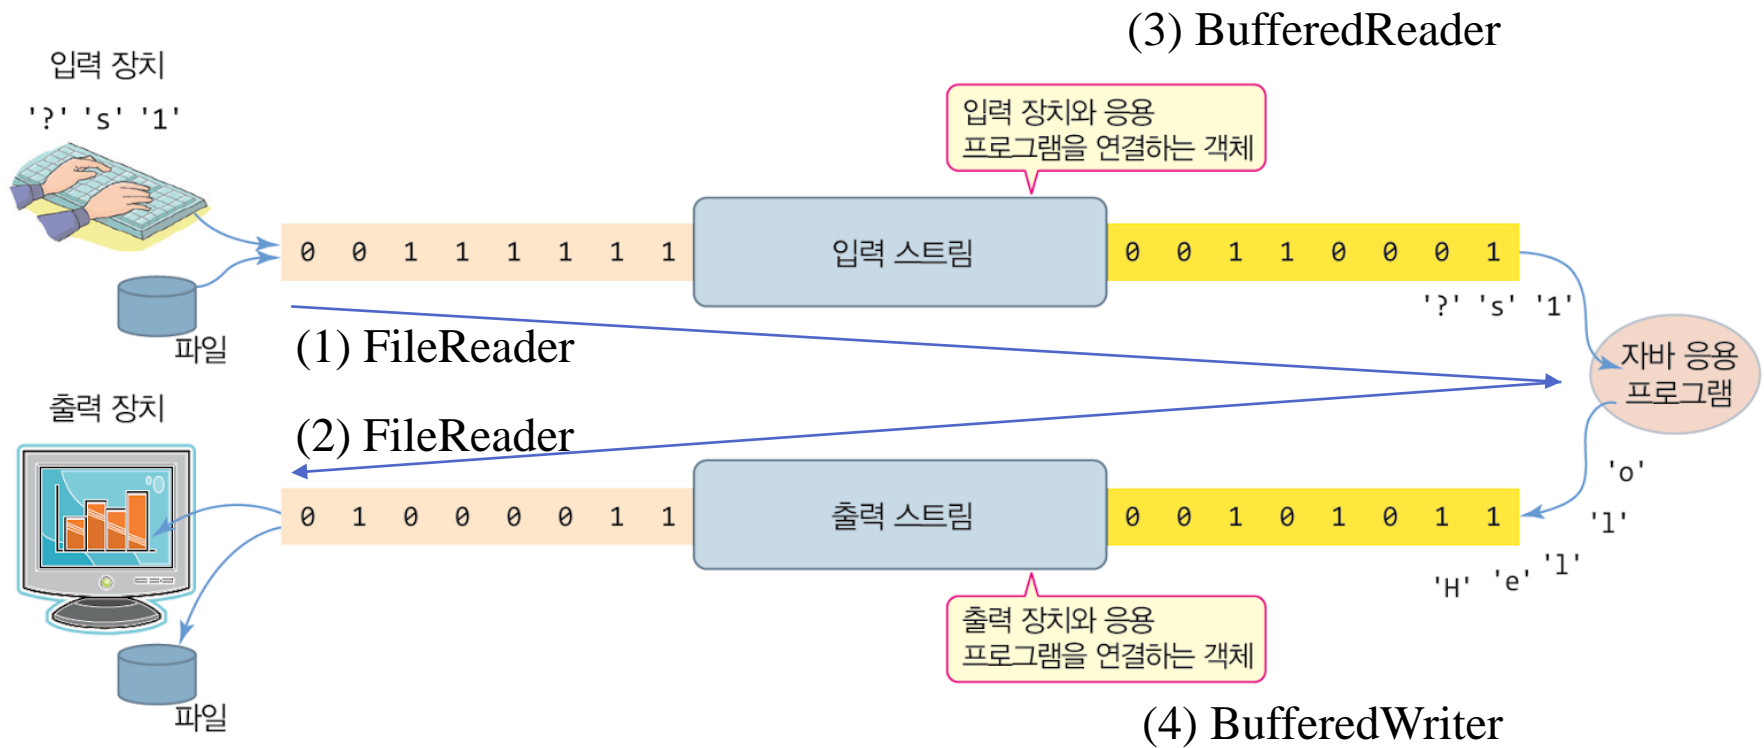 (3) BufferedReader
입력 장치
'?' 's' '1'
입력 장치와 응용
프로그램을 연결하는 객체
0 0 1 1 1 1 1 1
입력 스트림
0 0 1 1 0 0 0 1
'?' 's' '1'
파일
(1) FileReader
자바 응용
프로그램
출력 장치
(2) FileReader
'o'
'l'
'l'
'e'
'H'
0 1 0 0 0 0 1 1
출력 스트림
0 0 1 0 1 0 1 1
출력 장치와 응용
프로그램을 연결하는 객체
파일
(4) BufferedWriter